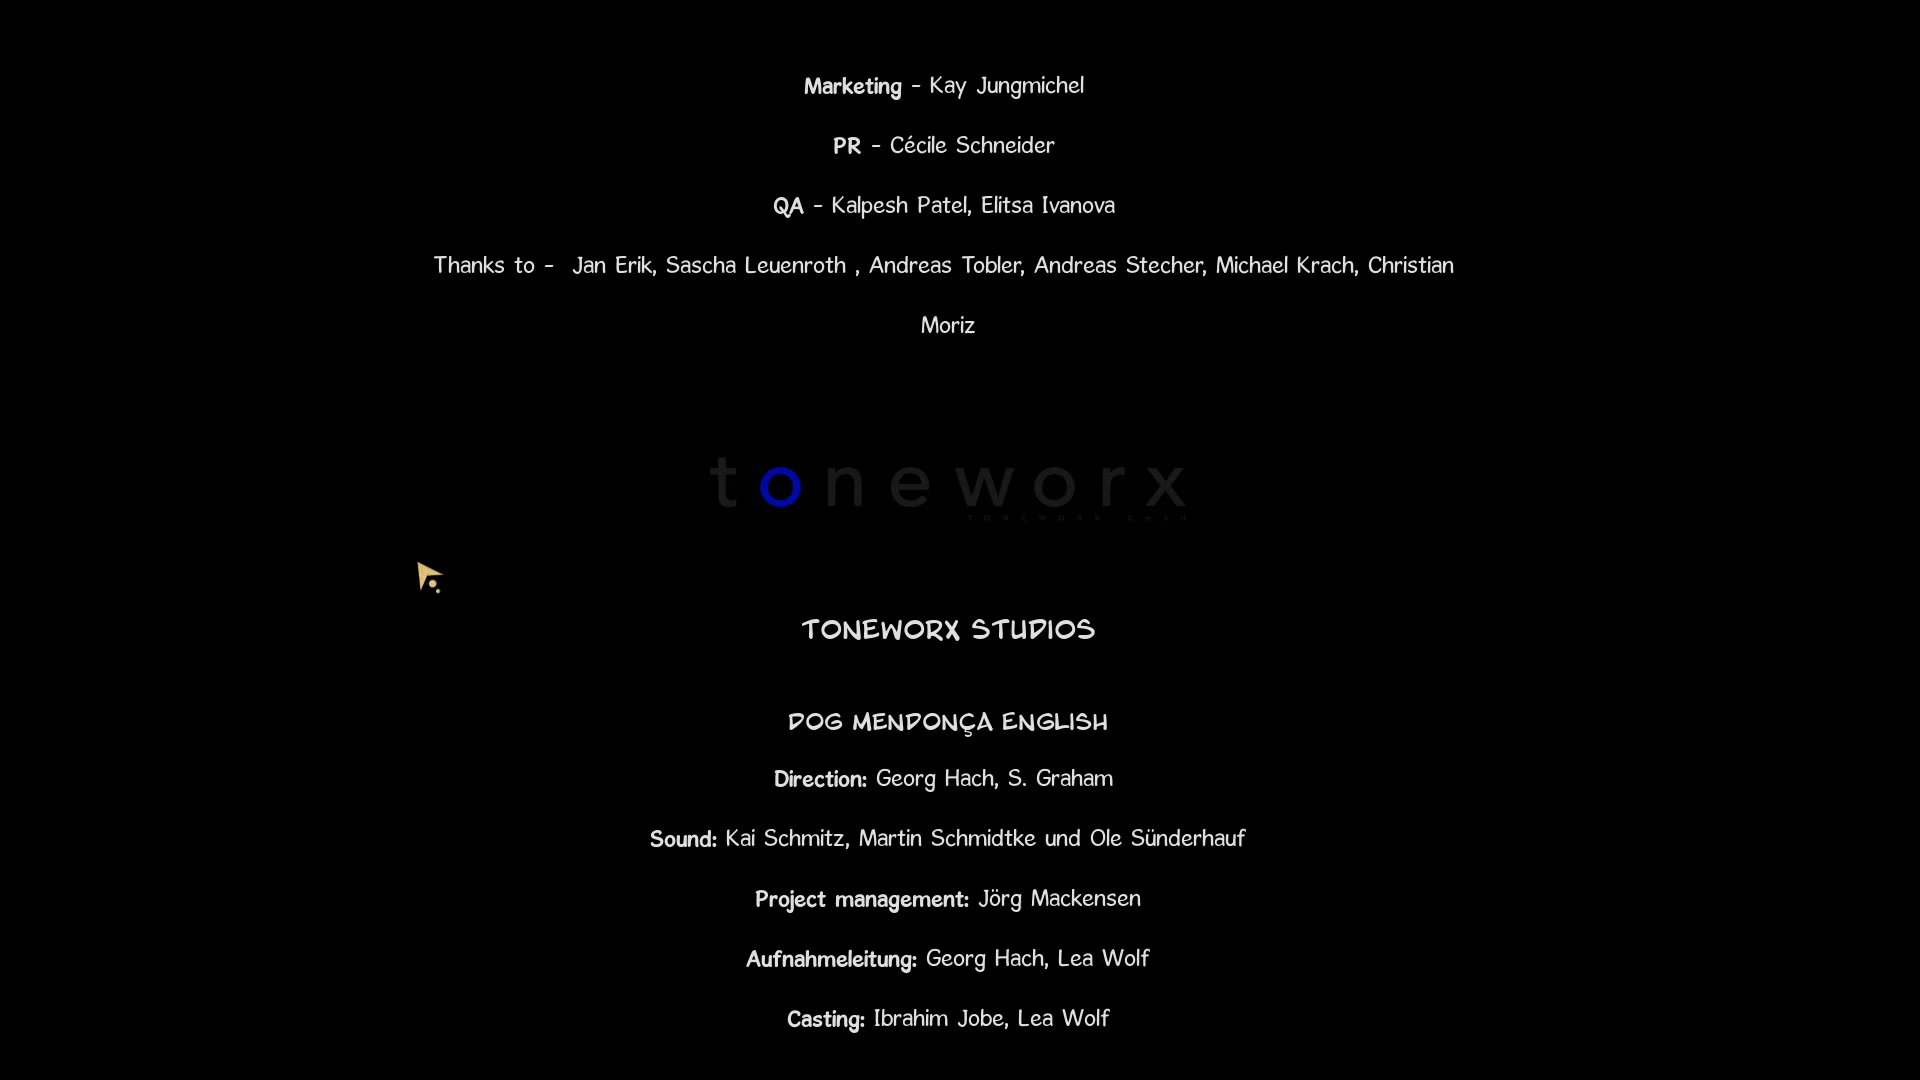 Marketing - Kay Jungmichel
PR - Cécile Schneider
QA - Kalpesh Patel, Elitsa Ivanova
Thanks to - Jan Erik, Sascha Leuenroth , Andreas Tobler, Andreas Stecher, Michael Krach, Christian
Moriz
toneworx
TONEWORX GMBH
TONEWORX STUDIOS
DOG MENDONÇA ENGLISH
Direction: Georg Hach, S. Graham
Sound: Kai Schmitz, Martin Schmidtke und Ole Sünderhauf
Project management: Jörg Mackensen
Aufnahmeleitung: Georg Hach, Lea Wolf
Casting: Ibrahim Jobe, Lea Wolf